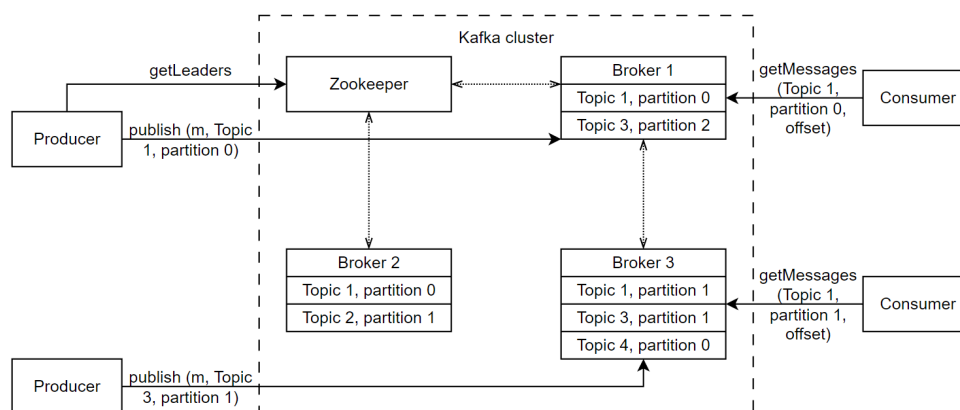 Kafka cluster
getLeaders
Zookeeper
Broker 1
Topic 1, partition 0
Topic 3, partition 2
getMessages
(Topic 1,
partition 0,
offset)
Consumer
Producer
publish (m, Topic
1, partition 0)
Broker 2
Topic 1, partition 0
Topic 2, partition 1
Broker 3
Topic 1, partition 1
Topic 3, partition 1
Topic 4, partition 0
getMessages
(Topic 1,
partition 1,
offset)
Consumer
Producer
publish (m, Topic
3, partition 1)